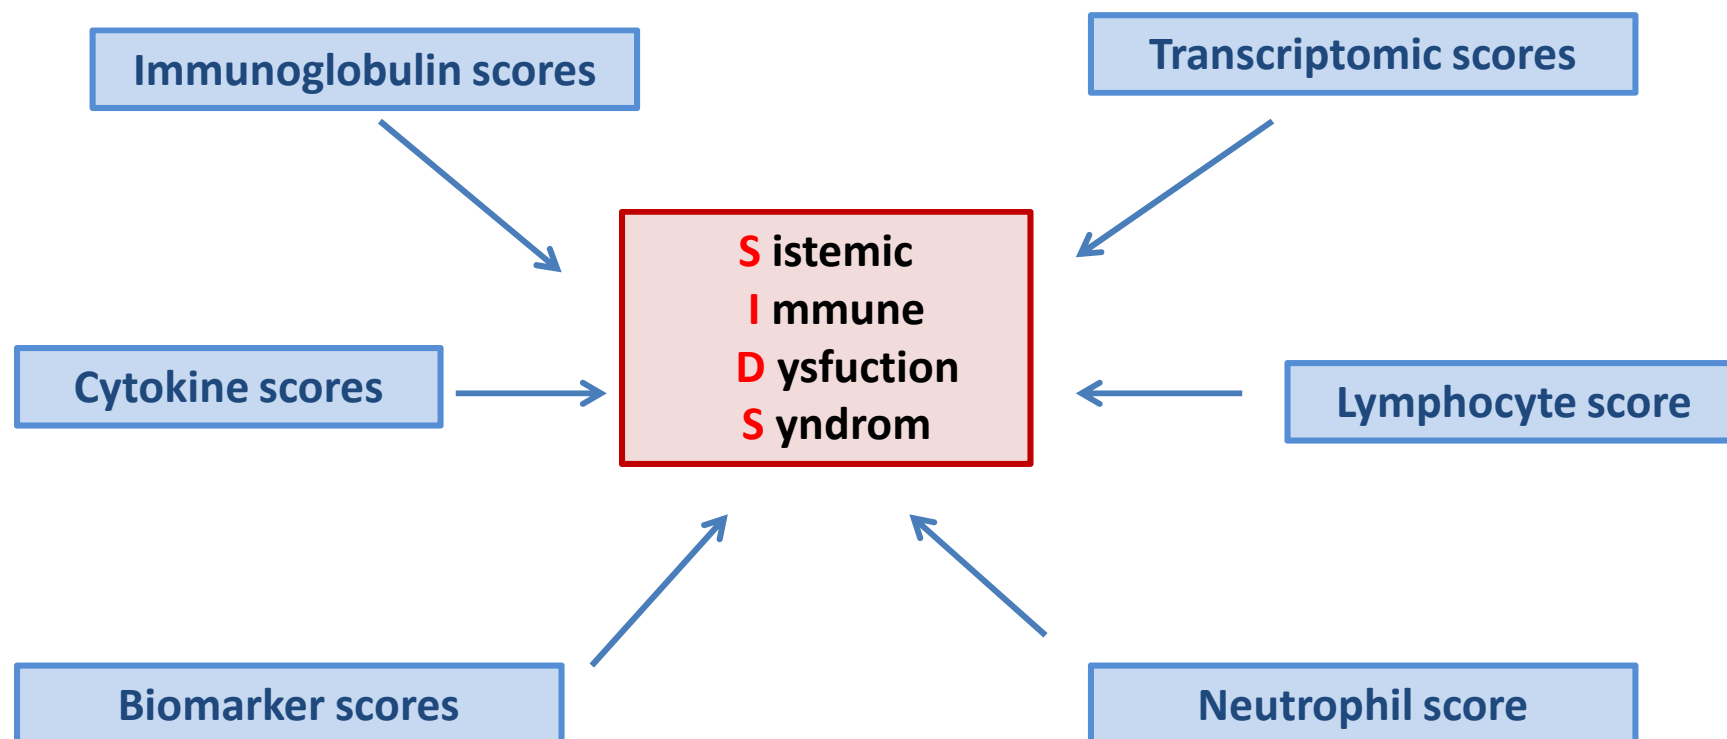 Immunoglobulin scores
Transcriptomic scores
S istemic
I mmune
D ysfuction
S yndrom
Cytokine scores
Lymphocyte score
Biomarker scores
Neutrophil score